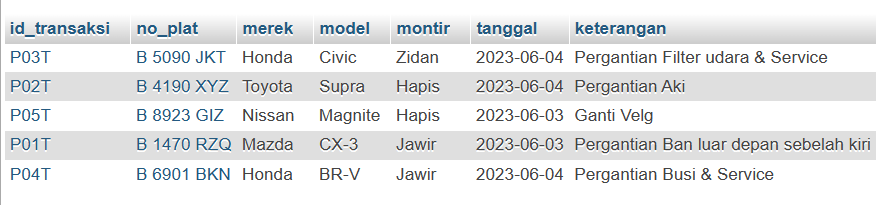 id_transaksi no_plat merek model montir tanggal keterangan
P03T B 5090 JKT Honda Civic Zidan 2023-06-04 Pergantian Filter udara & Service
P02T B 4190 XYZ Toyota Supra Hapis 2023-06-04 Pergantian Aki
P05T B 8923 GIZ Nissan Magnite Hapis 2023-06-03 Ganti Velg
P01T B 1470 RZQ Mazda CX-3 Jawir 2023-06-03 Pergantian Ban luar depan sebelah kiri
P04T B 6901 BKN Honda BR-V Jawir 2023-06-04 Pergantian Busi & Service